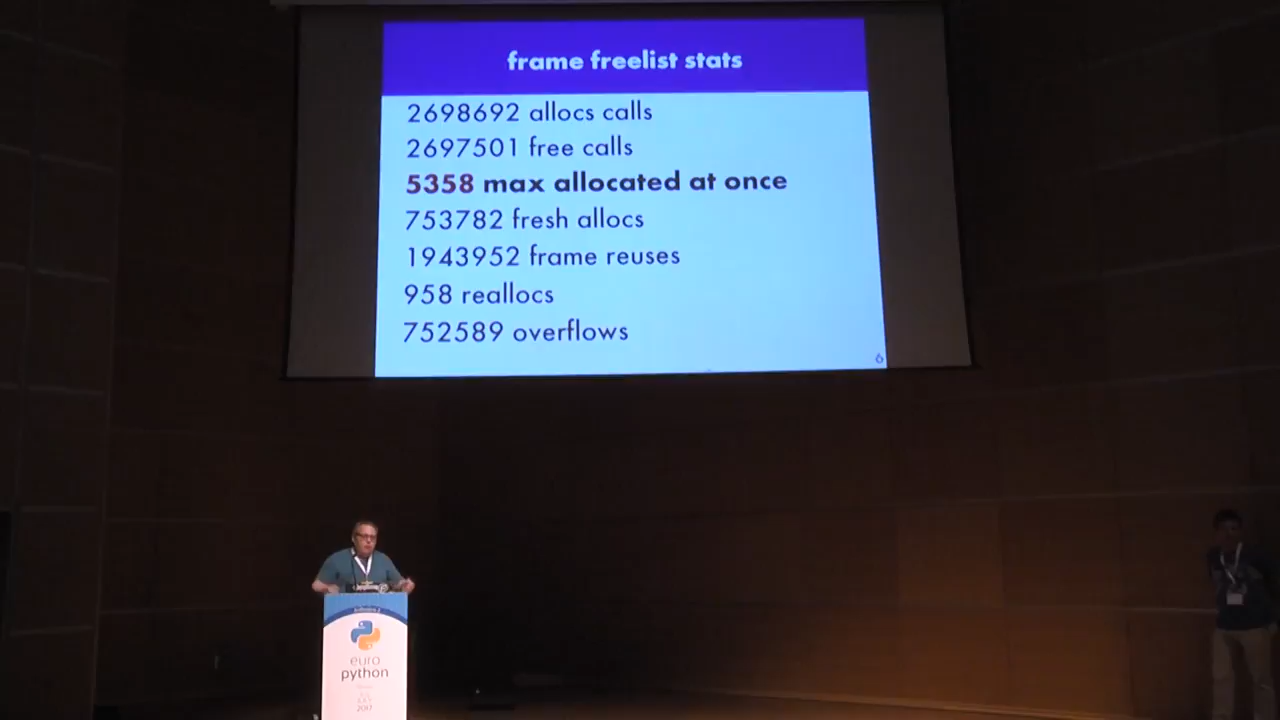 frame freelist stats
2698692 allocs calls
2697501 free calls
5358 max allocated at once
753782 fresh allocs
1943952 frame reuses
958 reallocs
752589 overflows
6
euro
python
2017